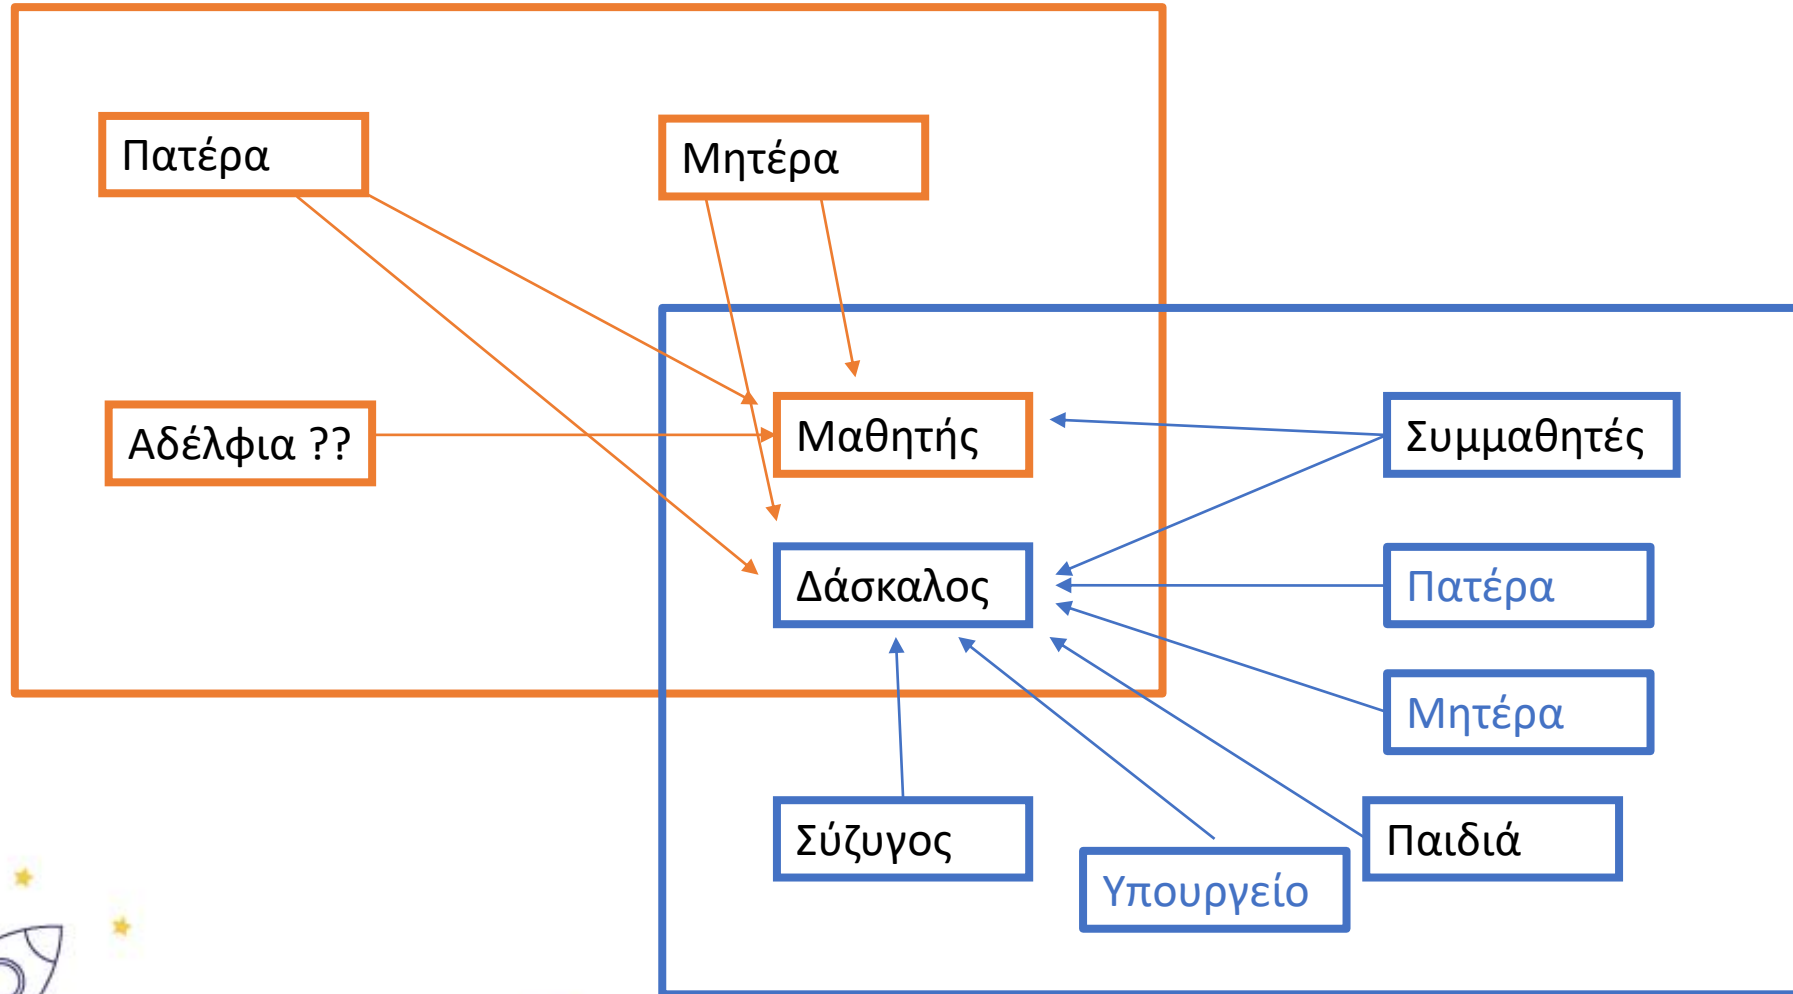 Πατέρα
Μητέρα
Αδέλφια ??
Μαθητής
Συμμαθητές
Δάσκαλος
Πατέρα
Μητέρα
Σύζυγος
Υπουργείο
Παιδιά